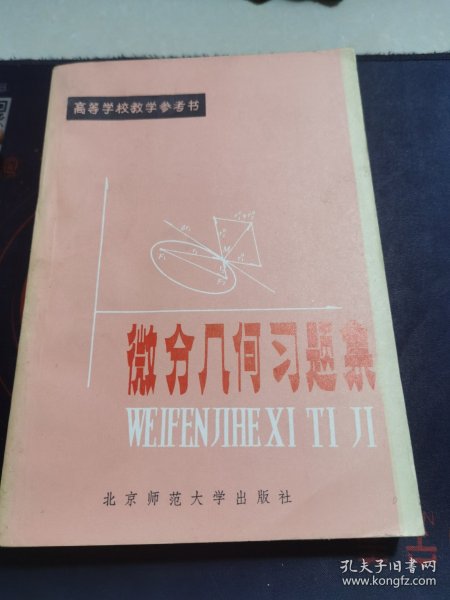 高等学校教学参考书
微分几何习题集
WEIFENJIHE XI TI JI
北京师范大学出版社
孔夫子旧书网
www.kongfz.com